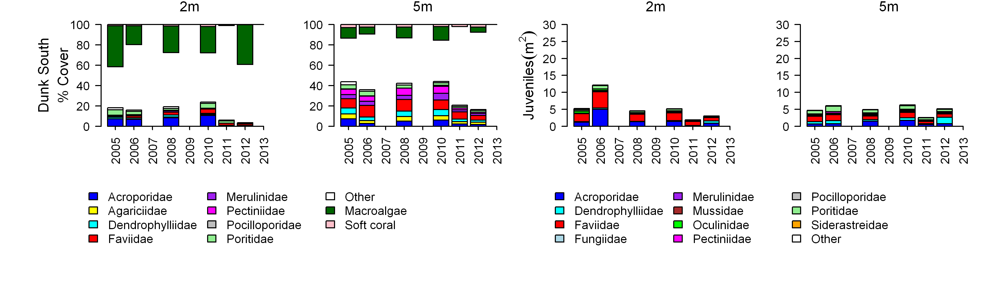 2m 5m 2m 5m
Dunk South
% Cover
100 80 60 40 20 0
2005 2006 2007 2008 2009 2010 2011 2012 2013
100 80 60 40 20 0
2005 2006 2007 2008 2009 2010 2011 2012 2013
Juveniles(m²)
30 25 20 15 10 5 0
2005 2006 2007 2008 2009 2010 2011 2012 2013
30 25 20 15 10 5 0
2005 2006 2007 2008 2009 2010 2011 2012 2013
Acroporidae
Agariciidae
Dendrophylliidae
Faviidae
Merulinidae
Pectiniidae
Pocilloporidae
Poritidae
Other
Macroalgae
Soft coral
Acroporidae
Dendrophylliidae
Faviidae
Fungiidae
Merulinidae
Mussidae
Oculinidae
Pectiniidae
Pocilloporidae
Poritidae
Siderastreidae
Other